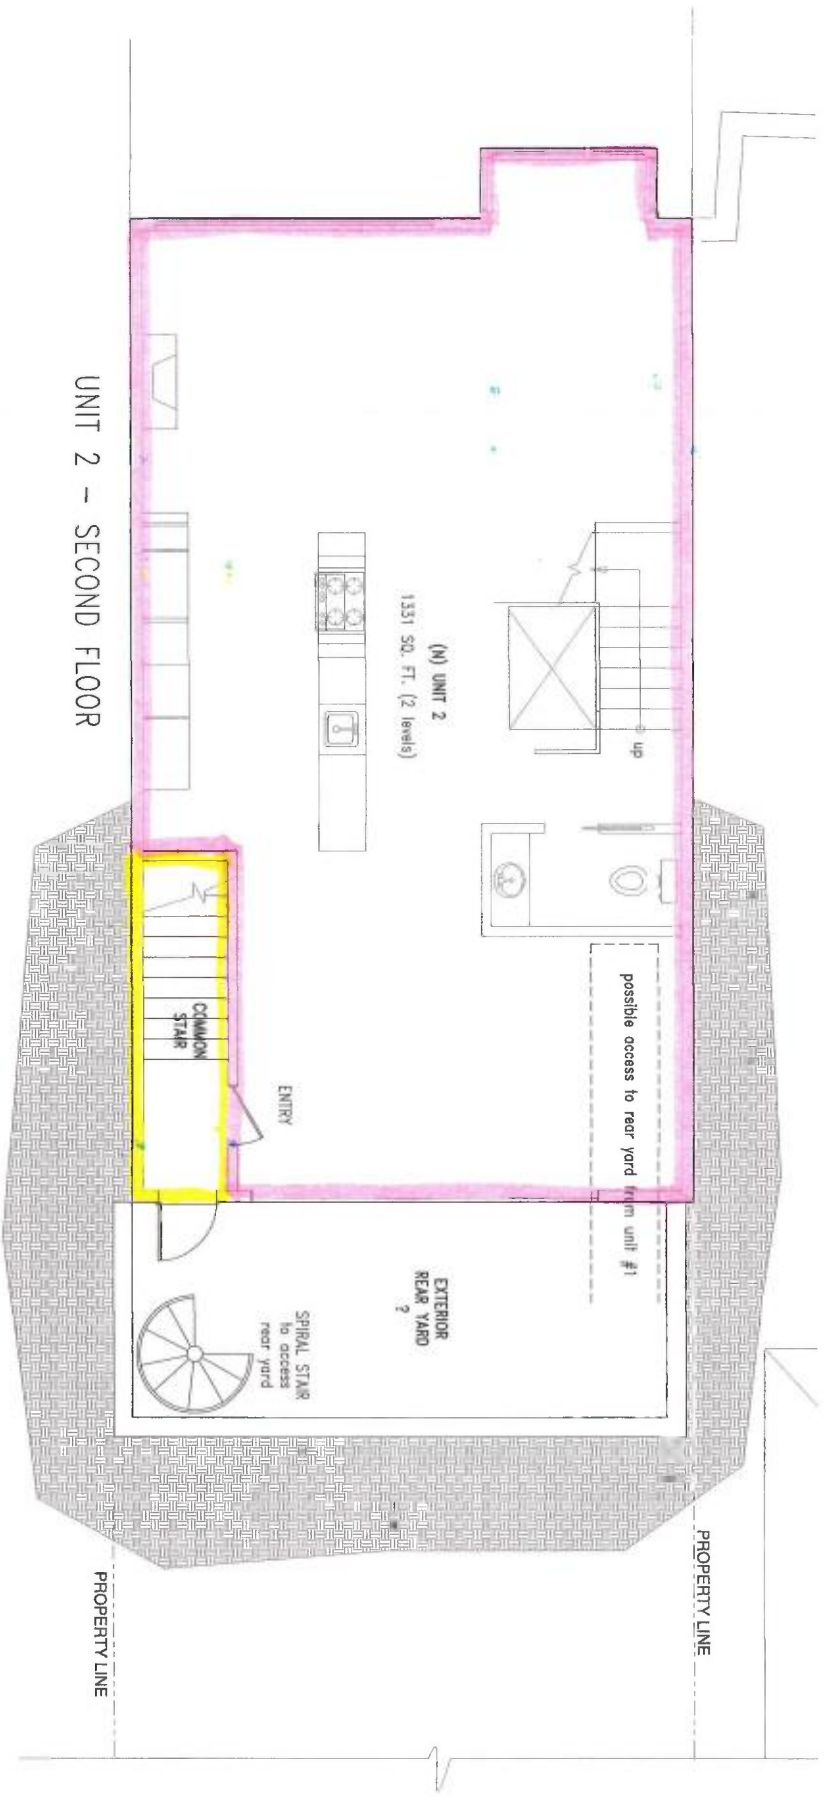 possible access to rear yard from unit #1
up
(N) UNIT 2
1331 SQ. FT. (2 levels)
EXTERIOR
REAR YARD
?
ENTRY
SPIRAL STAIR
to access
rear yard
COMMON
STAIR
PROPERTY LINE
PROPERTY LINE
UNIT 2 - SECOND FLOOR